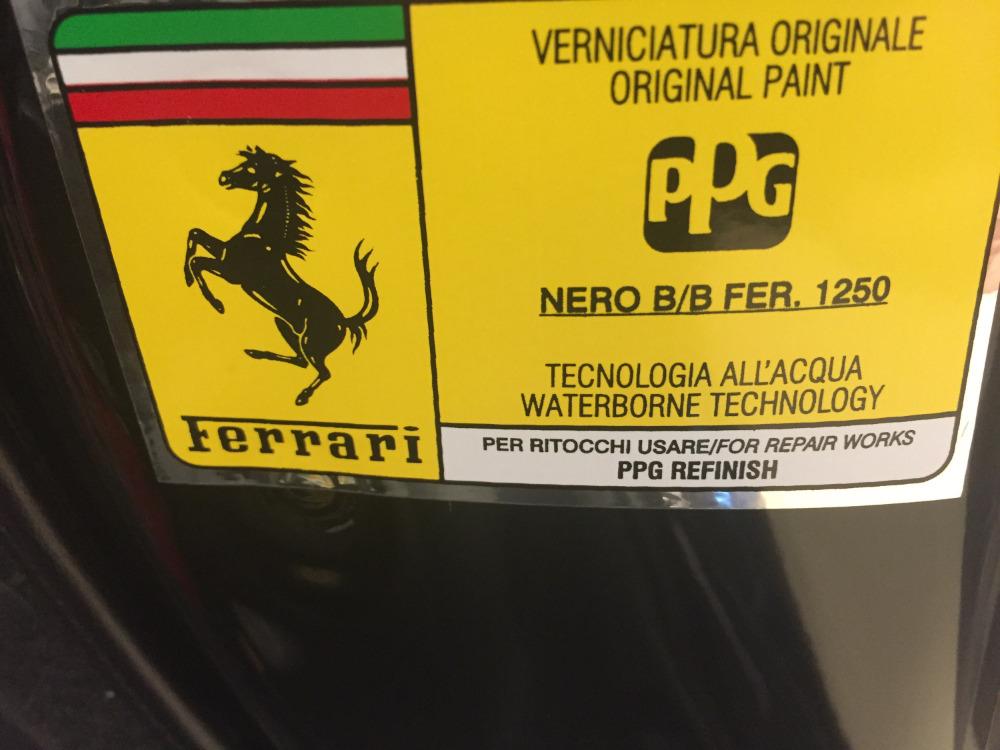 VERNICIATURA ORIGINALE
ORIGINAL PAINT
PPG
NERO B/B FER. 1250
TECNOLOGIA ALL'ACQUA
WATERBORNE TECHNOLOGY
Ferrari
PER RITOCCHI USARE/FOR REPAIR WORKS
PPG REFINISH